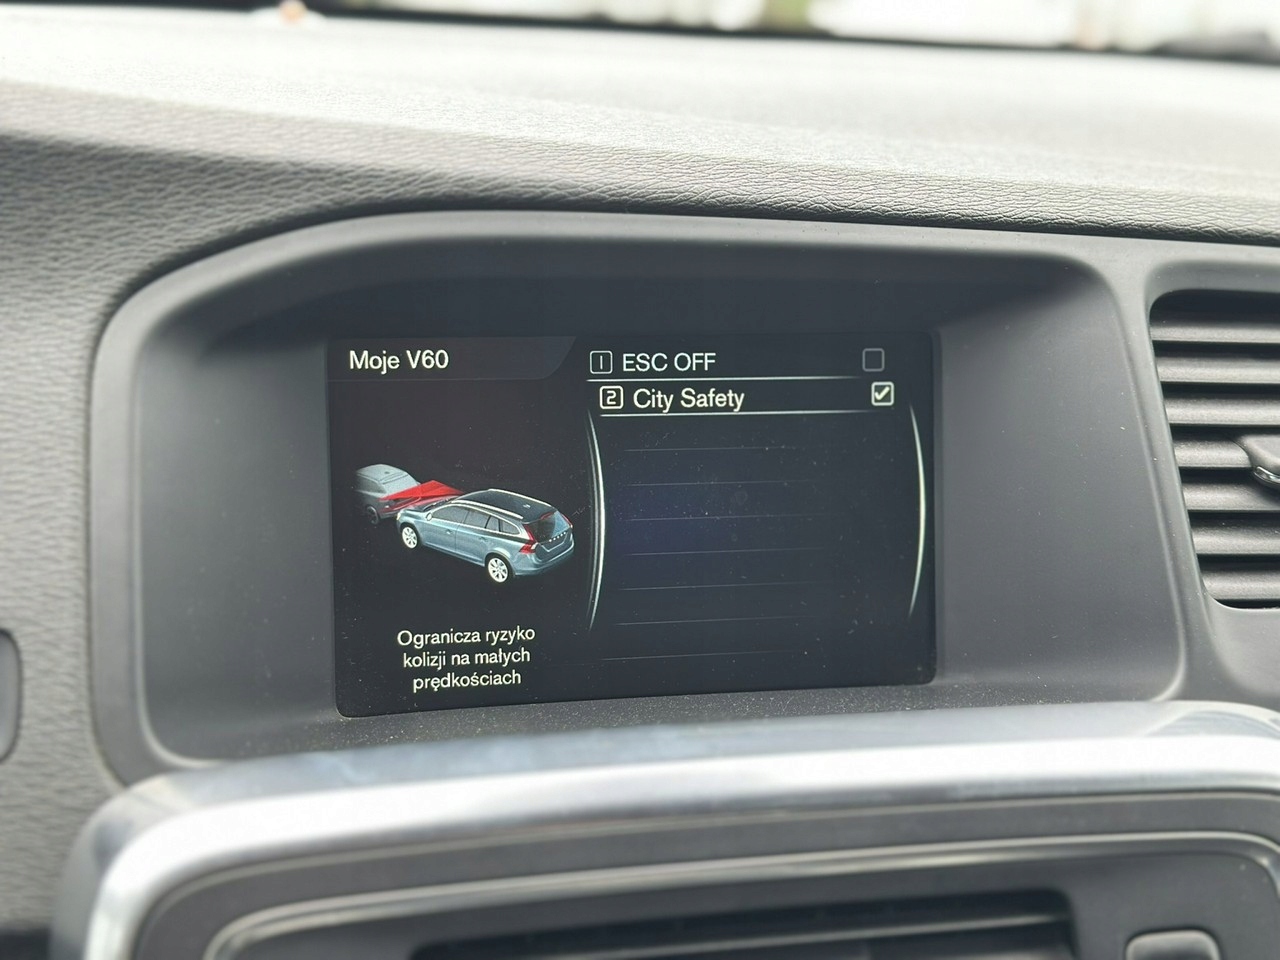 Moje V60
1 ESC OFF
2 City Safety
Ogranicza ryzyko
kolizji na małych
prędkościach